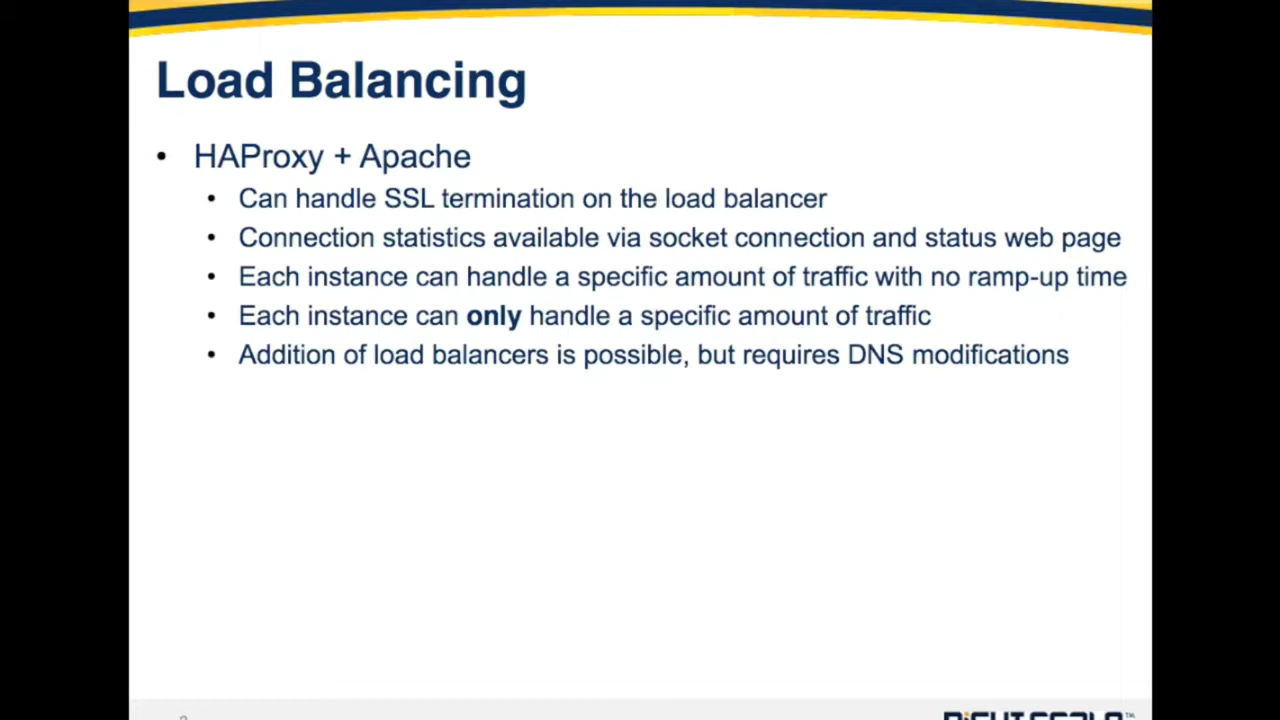 Load Balancing
• HAProxy + Apache
• Can handle SSL termination on the load balancer
• Connection statistics available via socket connection and status web page
• Each instance can handle a specific amount of traffic with no ramp-up time
• Each instance can only handle a specific amount of traffic
• Addition of load balancers is possible, but requires DNS modifications